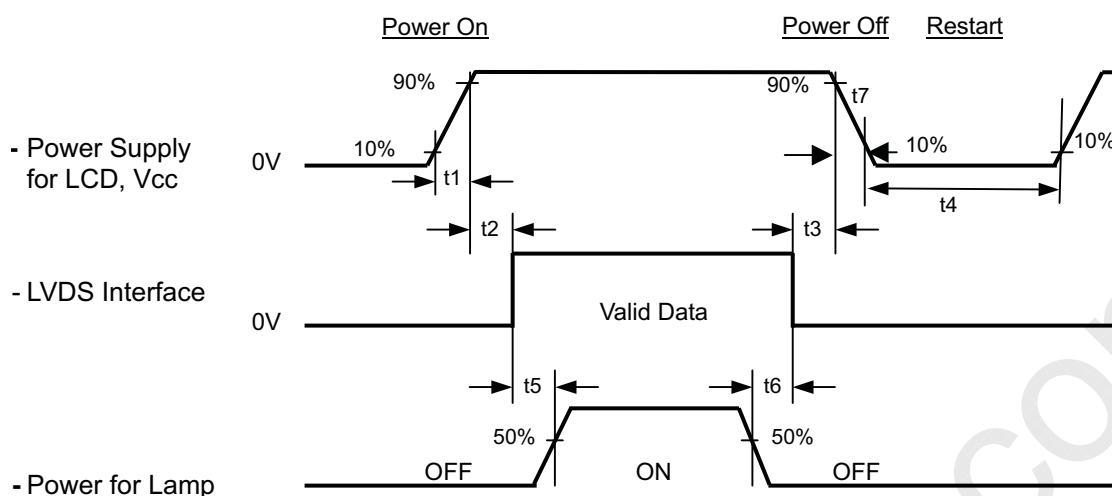 Power On Power Off Restart
90% 90% t7
- Power Supply
for LCD, Vcc
0V 10% 10% 10%
t1 t4
t2 t3
- LVDS Interface
0V Valid Data
t5 t6
50% 50%
- Power for Lamp OFF ON OFF